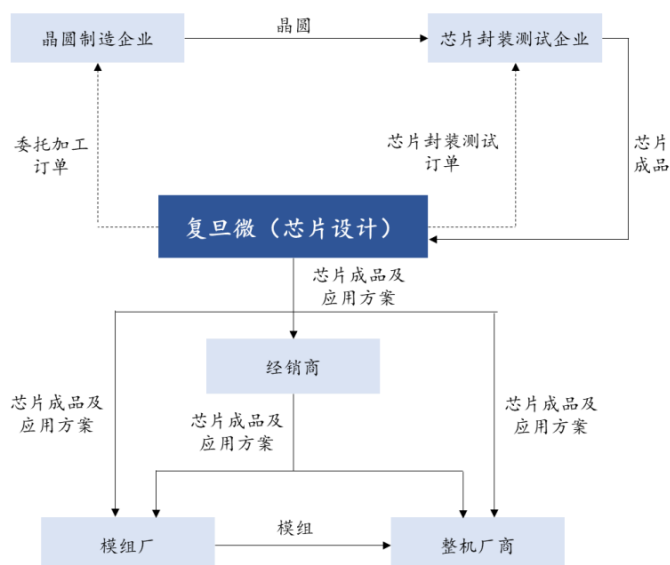 晶圆制造企业
晶圆
芯片封装测试企业
委托加工
订单
芯片封装测试
订单
芯片
成品
复旦微（芯片设计）
芯片成品及
应用方案
经销商
芯片成品及
应用方案
芯片成品及
应用方案
芯片成品及
应用方案
模组厂
模组
整机厂商